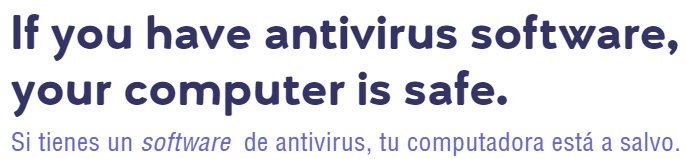 If you have antivirus software,
your computer is safe.
Si tienes un software de antivirus, tu computadora está a salvo.